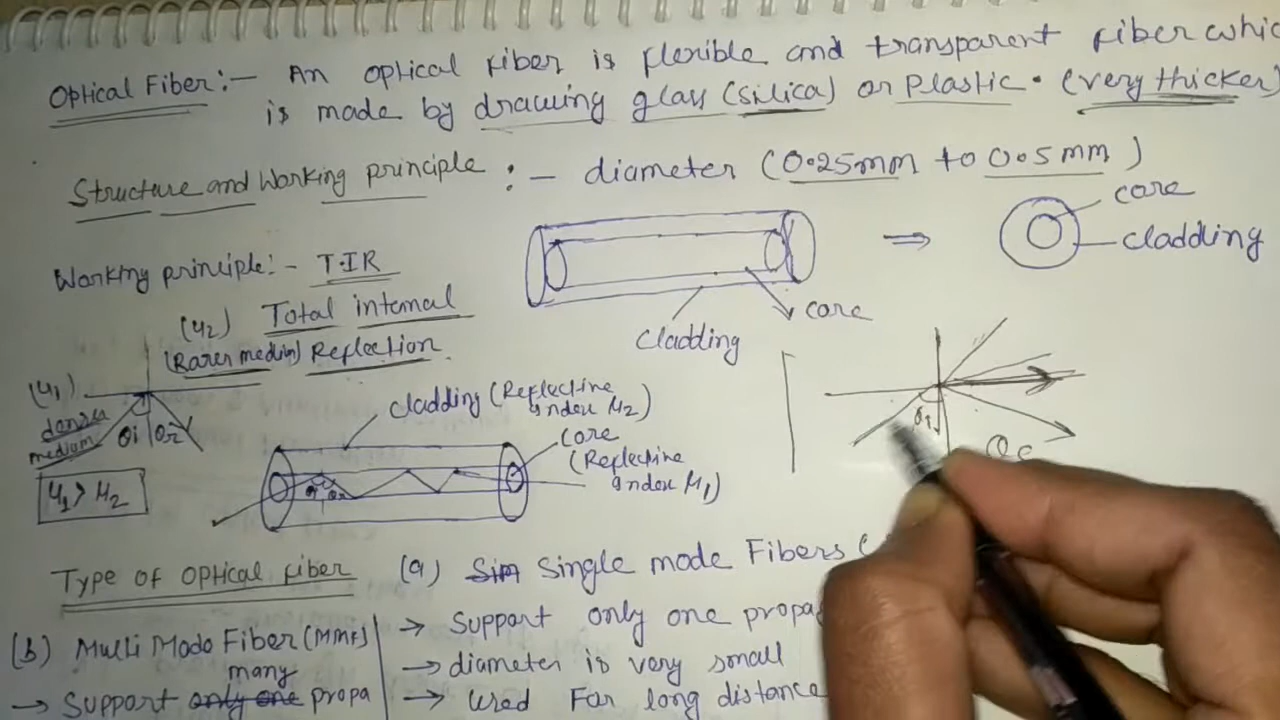 Optical Fiber:- An optical fiber is flexible and transparent fiber whic
is made by drawing glass (silica) or Plastic. (very thicker)
Structure and Working principle :- diameter (0.25mm to 0.5mm)
core
cladding
Working principle:- T.I.R
(μ2) Total internal
(Rarer medium) Reflection.
core
cladding
(μ1)
denser
medium
θi θr
μ1 > μ2
cladding (Reflective
index μ2)
core
(Reflective
index μ1)
θi θr
θi
θc
Type of optical fiber (a) Sim Single mode Fibers (
(b) Multi Mode Fiber (MMF)
many
→ Support only one propa
→ Support only one propag
→ diameter is very small
→ Used For long distance